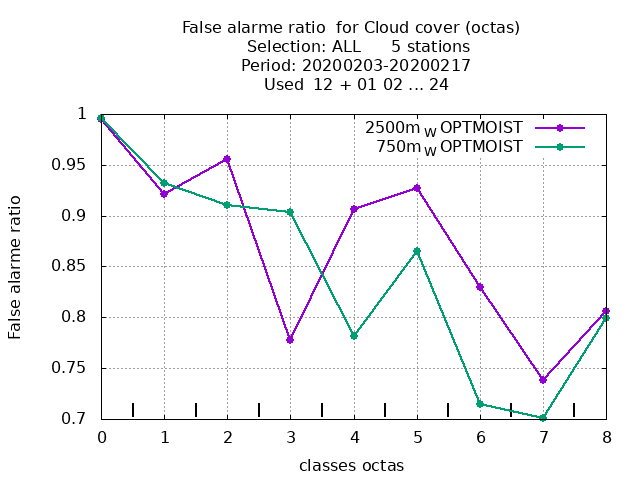 False alarme ratio  for Cloud cover (octas)
Selection: ALL      5 stations
Period: 20200203-20200217
Used  12 + 01 02 ... 24
2500m W OPTMOIST
750m W OPTMOIST
1
0.95
0.9
0.85
0.8
0.75
0.7
False alarme ratio
0 1 2 3 4 5 6 7 8
classes octas